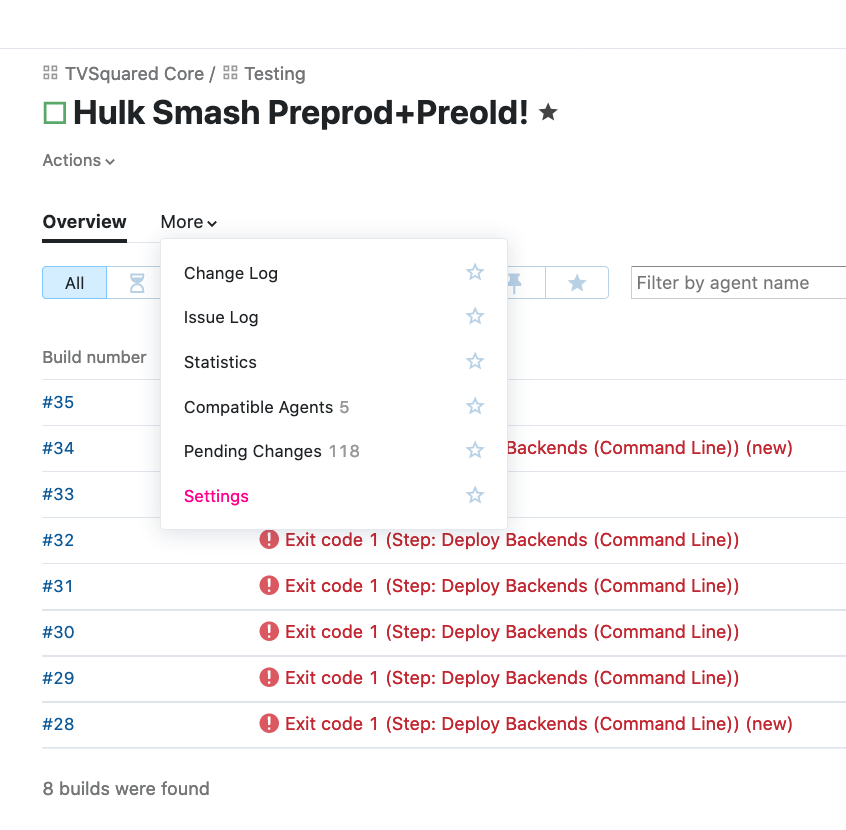 TVSquared Core / Testing
Hulk Smash Preprod+Preold!
Actions
Overview More
All
Filter by agent name
Change Log
Issue Log
Statistics
Compatible Agents 5
Pending Changes 118
Settings
Build number
#35
#34 Backends (Command Line)) (new)
#33
#32 Exit code 1 (Step: Deploy Backends (Command Line))
#31 Exit code 1 (Step: Deploy Backends (Command Line))
#30 Exit code 1 (Step: Deploy Backends (Command Line))
#29 Exit code 1 (Step: Deploy Backends (Command Line))
#28 Exit code 1 (Step: Deploy Backends (Command Line)) (new)
8 builds were found